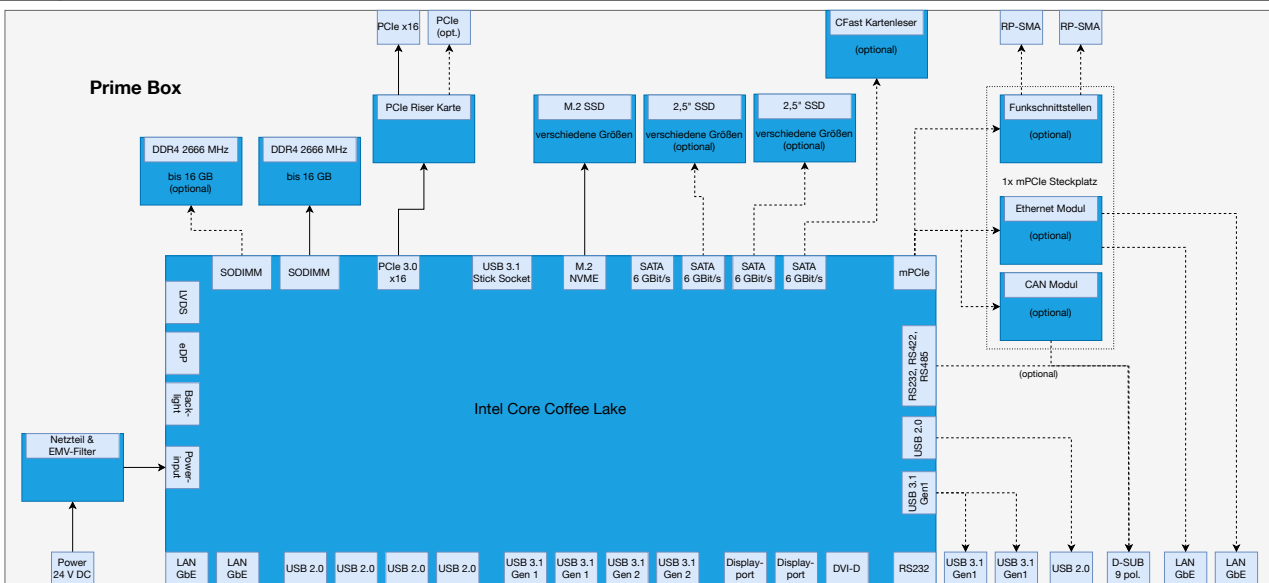 PCIe x16
PCIe
(opt.)
CFast Kartenleser
(optional)
RP-SMA
RP-SMA
Prime Box
PCIe Riser Karte
M.2 SSD
verschiedene Größen
2,5" SSD
verschiedene Größen
(optional)
2,5" SSD
verschiedene Größen
(optional)
Funkschnittstellen
(optional)
DDR4 2666 MHz
bis 16 GB
(optional)
DDR4 2666 MHz
bis 16 GB
1x mPCIe Steckplatz
Ethernet Modul
(optional)
CAN Modul
(optional)
SODIMM
SODIMM
PCIe 3.0
x16
USB 3.1
Stick Socket
M.2
NVME
SATA
6 GBit/s
SATA
6 GBit/s
SATA
6 GBit/s
SATA
6 GBit/s
mPCIe
LVDS
eDP
Back-
light
Power-
input
Intel Core Coffee Lake
RS232, RS422,
RS485
(optional)
USB 2.0
USB 3.1
Gen1
Netzteil &
EMV-Filter
Power
24 V DC
LAN
GbE
LAN
GbE
USB 2.0
USB 2.0
USB 2.0
USB 2.0
USB 3.1
Gen 1
USB 3.1
Gen 1
USB 3.1
Gen 2
USB 3.1
Gen 2
Display-
port
Display-
port
DVI-D
RS232
USB 3.1
Gen1
USB 3.1
Gen1
USB 2.0
D-SUB
9 pol.
LAN
GbE
LAN
GbE